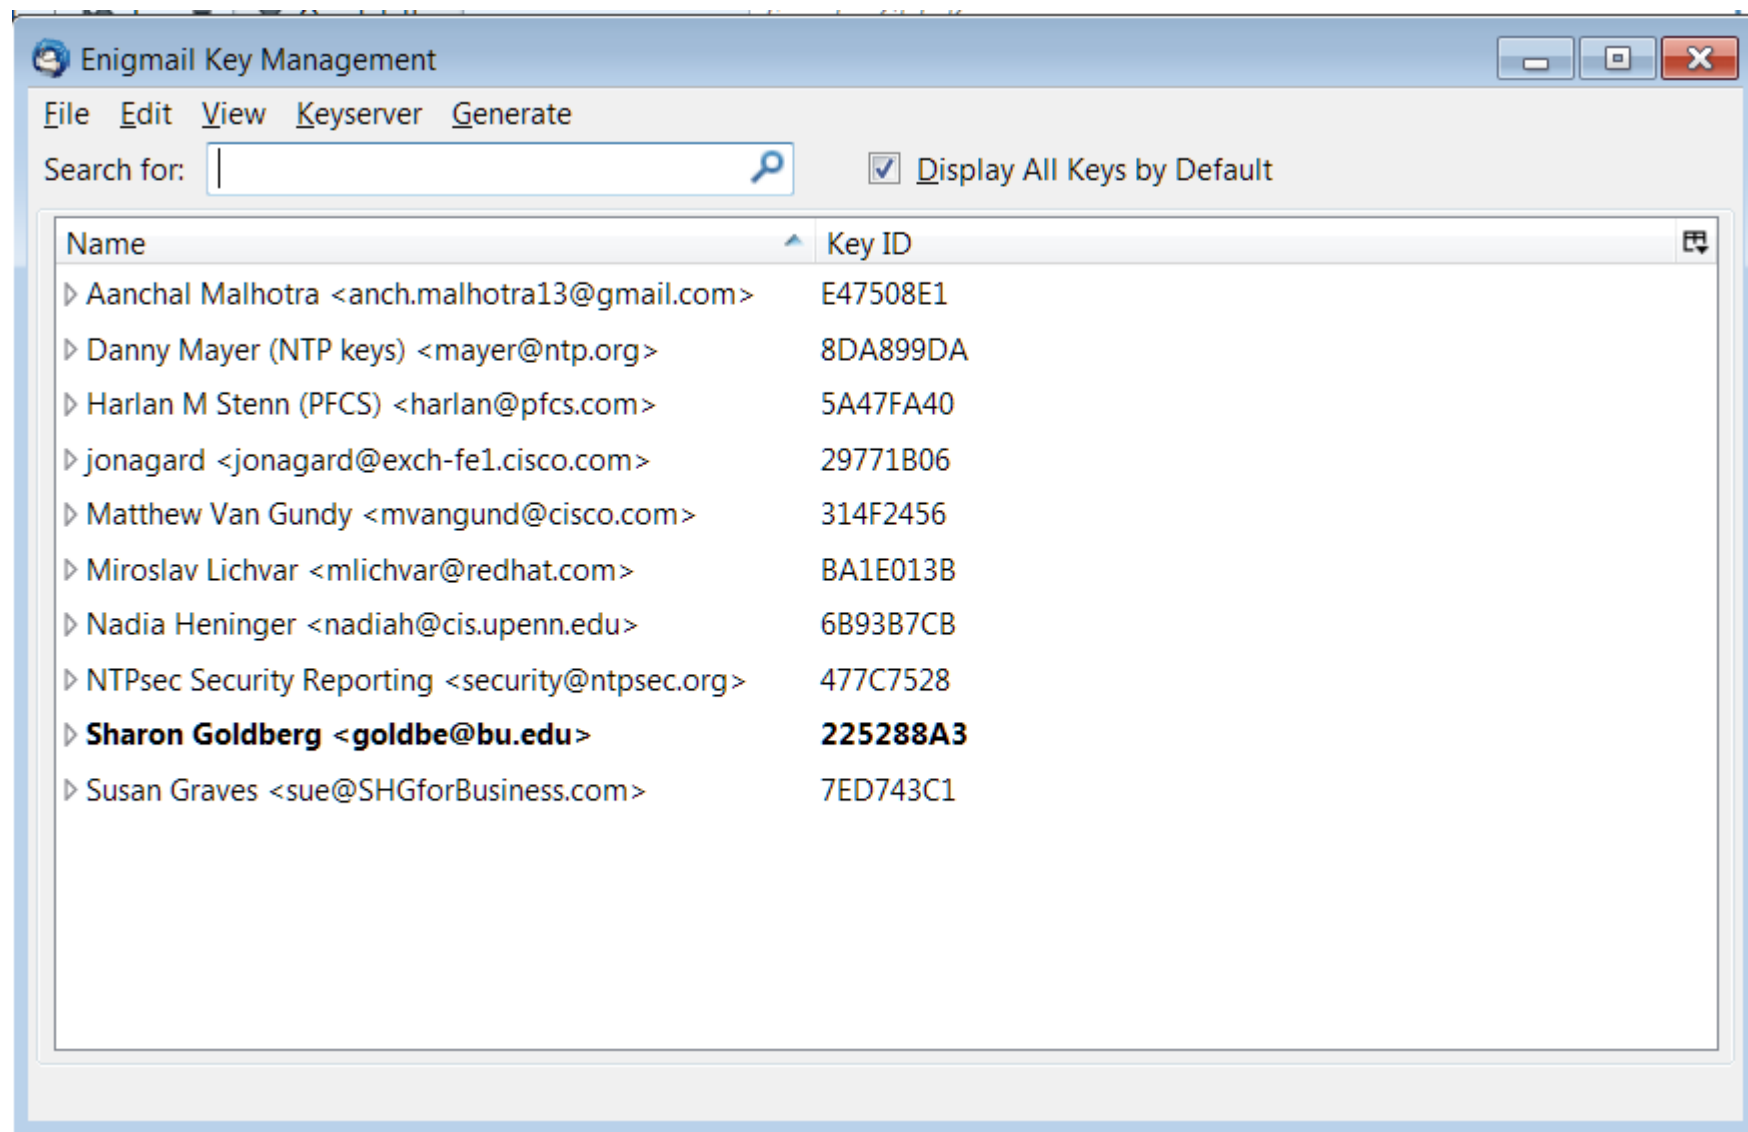 Enigmail Key Management
File Edit View Keyserver Generate
Search for: Display All Keys by Default
Name Key ID
Aanchal Malhotra <anch.malhotra13@gmail.com> E47508E1
Danny Mayer (NTP keys) <mayer@ntp.org> 8DA899DA
Harlan M Stenn (PFCS) <harlan@pfcs.com> 5A47FA40
jonagard <jonagard@exch-fe1.cisco.com> 29771B06
Matthew Van Gundy <mvangund@cisco.com> 314F2456
Miroslav Lichvar <mlichvar@redhat.com> BA1E013B
Nadia Heninger <nadiah@cis.upenn.edu> 6B93B7CB
NTPsec Security Reporting <security@ntpsec.org> 477C7528
Sharon Goldberg <goldbe@bu.edu> 225288A3
Susan Graves <sue@SHGforBusiness.com> 7ED743C1